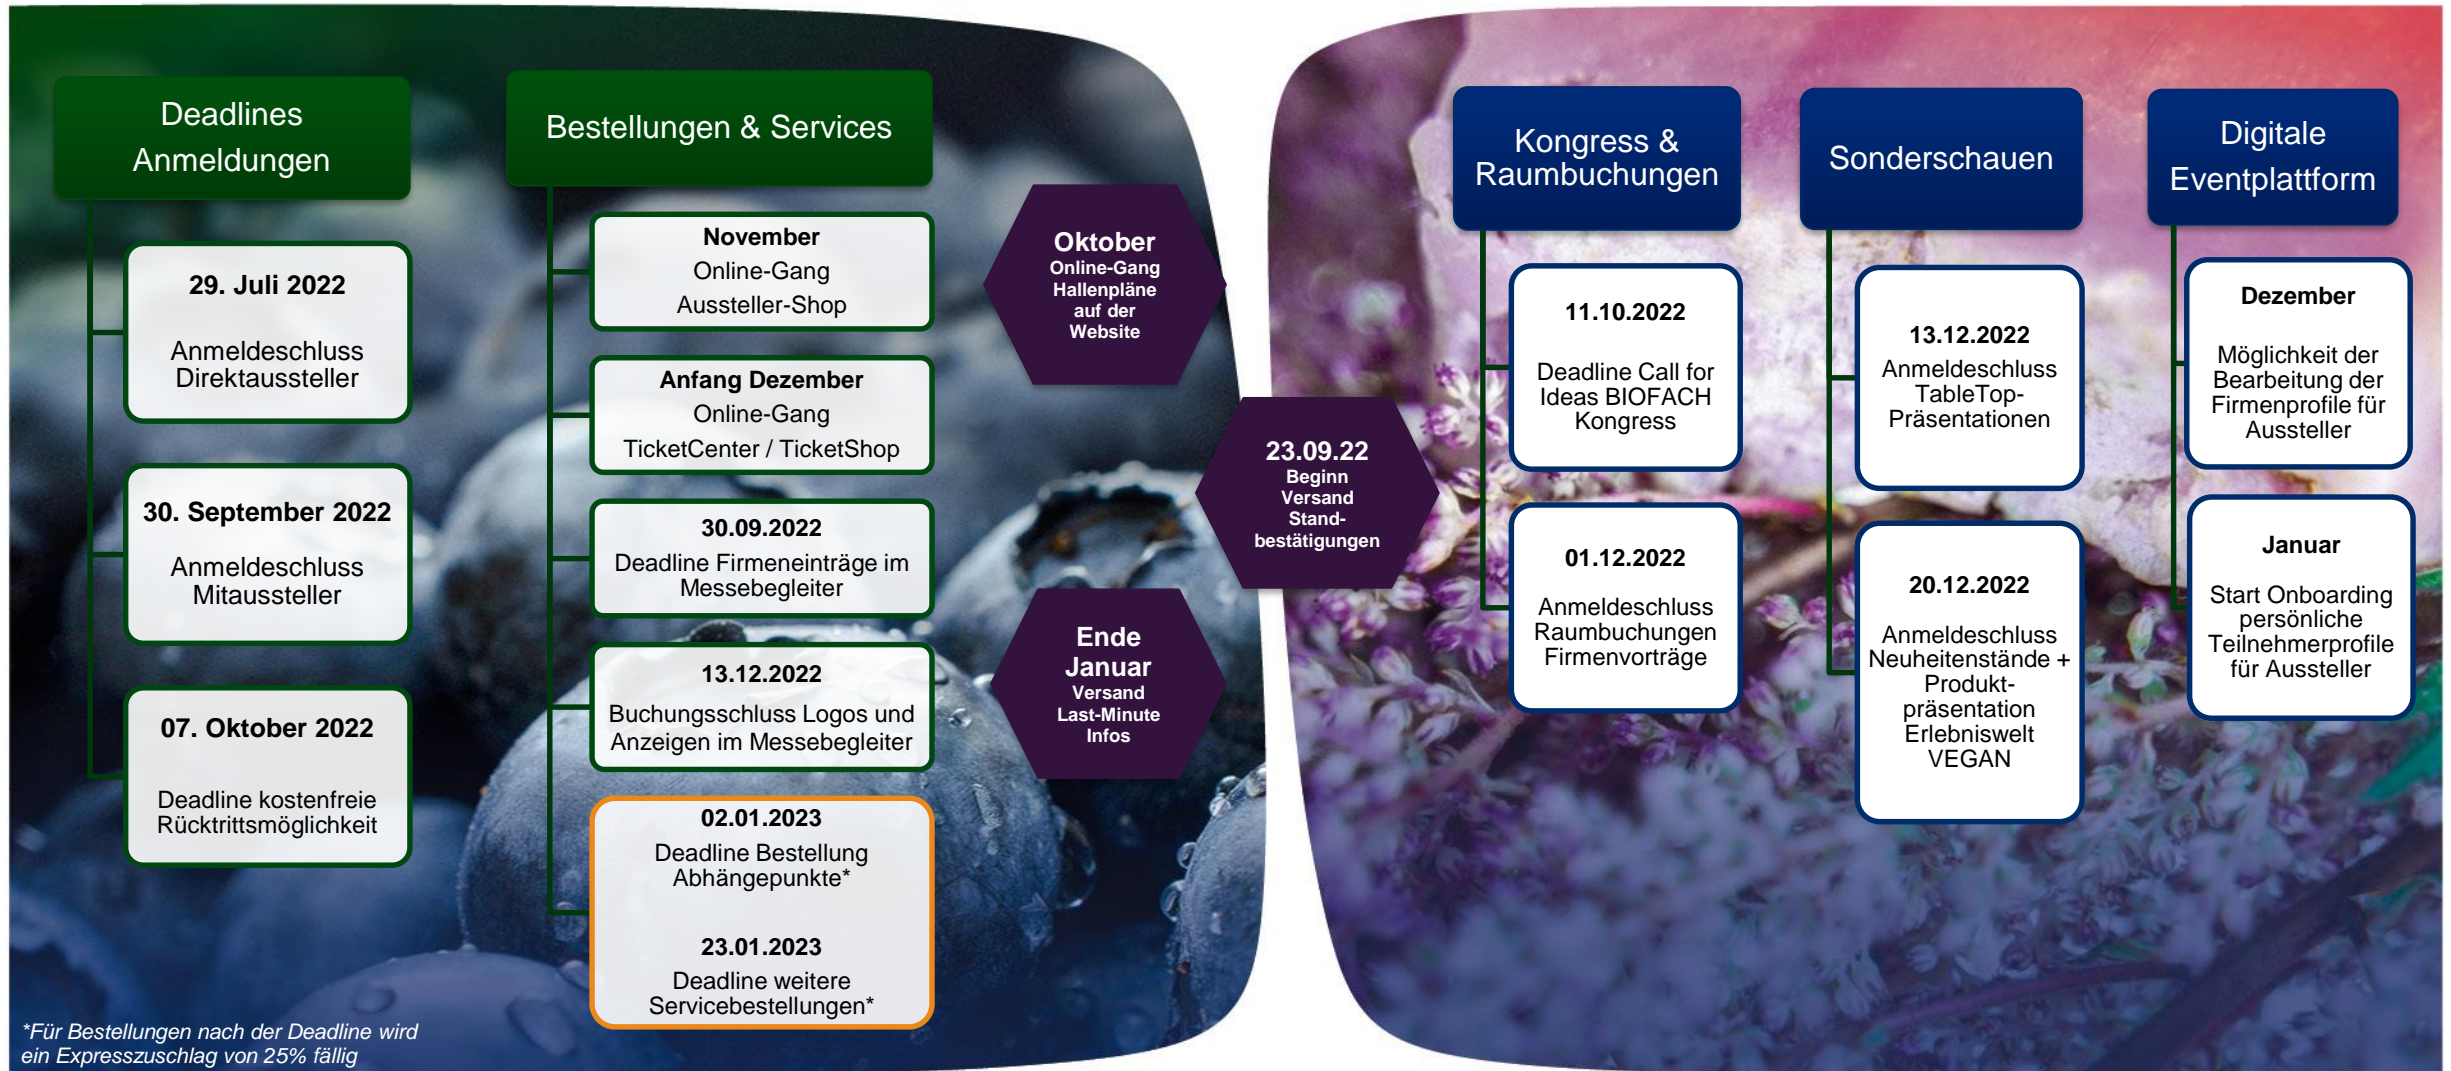 Deadlines
Anmeldungen
29. Juli 2022
Anmeldeschluss
Direktaussteller
30. September 2022
Anmeldeschluss
Mitaussteller
07. Oktober 2022
Deadline kostenfreie
Rücktrittsmöglichkeit
Bestellungen & Services
November
Online-Gang
Aussteller-Shop
Anfang Dezember
Online-Gang
TicketCenter / TicketShop
30.09.2022
Deadline Firmeneinträge im
Messebegleiter
13.12.2022
Buchungsschluss Logos und
Anzeigen im Messebegleiter
02.01.2023
Deadline Bestellung
Abhängepunkte*
23.01.2023
Deadline weitere
Servicebestellungen*
Oktober
Online-Gang
Hallenpläne
auf der
Website
23.09.22
Beginn
Versand
Stand-
bestätigungen
Ende
Januar
Versand
Last-Minute
Infos
Kongress &
Raumbuchungen
11.10.2022
Deadline Call for
Ideas BIOFACH
Kongress
01.12.2022
Anmeldeschluss
Raumbuchungen
Firmenvorträge
Sonderschauen
13.12.2022
Anmeldeschluss
TableTop-
Präsentationen
20.12.2022
Anmeldeschluss
Neuheitenstände +
Produkt-
präsentation
Erlebniswelt
VEGAN
Digitale
Eventplattform
Dezember
Möglichkeit der
Bearbeitung der
Firmenprofile für
Aussteller
Januar
Start Onboarding
persönliche
Teilnehmerprofile
für Aussteller
*Für Bestellungen nach der Deadline wird
ein Expresszuschlag von 25% fällig